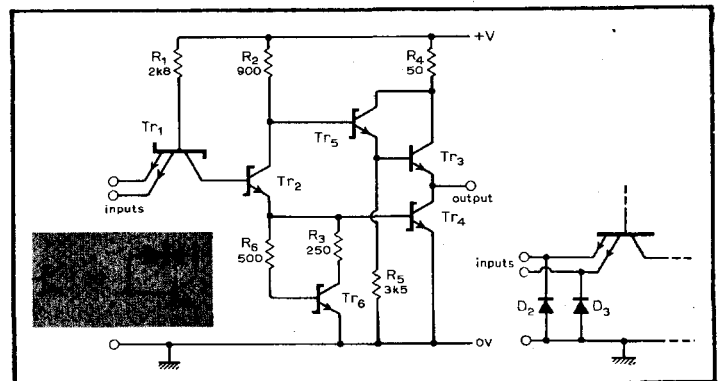 R1
2k8
R2
900
R4
50
+V
Tr1
Tr5
Tr3
Tr2
output
inputs
Tr4
R6
500
R3
250
R5
3k5
Tr6
0V
inputs
D2
D3